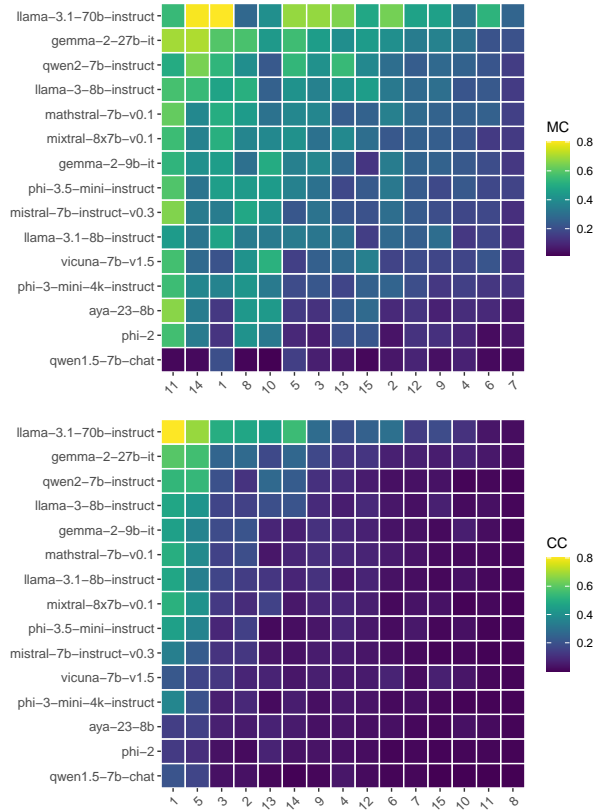 llama−3.1−70b−instruct
gemma−2−27b−it
qwen2−7b−instruct
llama−3−8b−instruct
mathstral−7b−v0.1
mixtral−8x7b−v0.1
gemma−2−9b−it
phi−3.5−mini−instruct
mistral−7b−instruct−v0.3
llama−3.1−8b−instruct
vicuna−7b−v1.5
phi−3−mini−4k−instruct
aya−23−8b
phi−2
qwen1.5−7b−chat
11 14 1 8 10 5 3 13 15 2 12 9 4 6 7
MC
0.8
0.6
0.4
0.2
llama−3.1−70b−instruct
gemma−2−27b−it
qwen2−7b−instruct
llama−3−8b−instruct
gemma−2−9b−it
mathstral−7b−v0.1
llama−3.1−8b−instruct
mixtral−8x7b−v0.1
phi−3.5−mini−instruct
mistral−7b−instruct−v0.3
vicuna−7b−v1.5
phi−3−mini−4k−instruct
aya−23−8b
phi−2
qwen1.5−7b−chat
1 5 3 2 13 14 9 4 12 6 7 15 10 11 8
CC
0.8
0.6
0.4
0.2